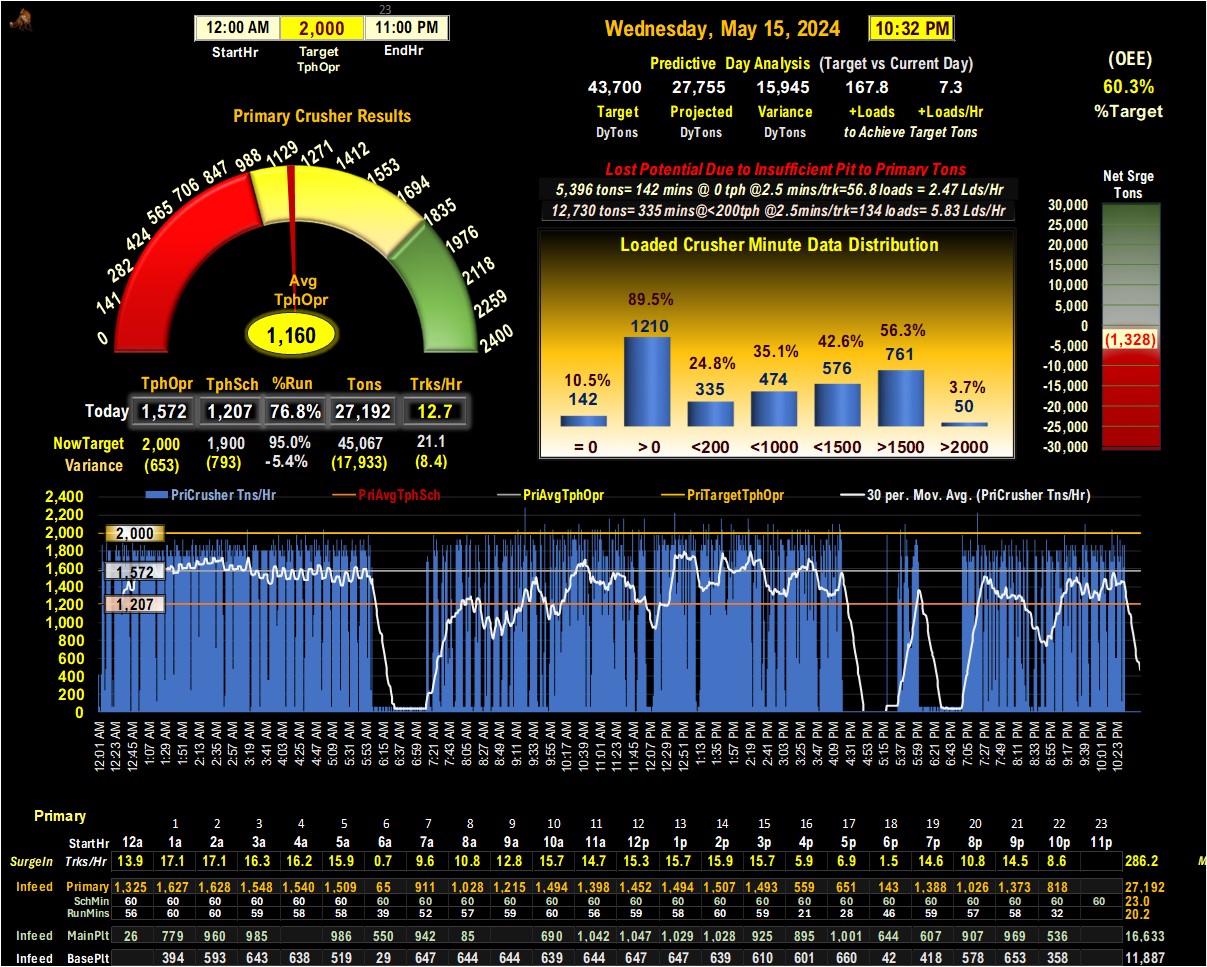 23
12:00 AM 2,000 11:00 PM
StartHr Target TphOpr EndHr
Wednesday, May 15, 2024 10:32 PM
Predictive Day Analysis (Target vs Current Day)
43,700 27,755 15,945 167.8 7.3
Target Projected Variance +Loads +Loads/Hr
DyTons DyTons DyTons to Achieve Target Tons
(OEE)
60.3%
%Target
Primary Crusher Results
0 141 282 424 565 706 847 988 1129 1271 1412 1553 1694 1835 1976 2118 2259 2400
Avg
TphOpr
1,160
Lost Potential Due to Insufficient Pit to Primary Tons
5,396 tons= 142 mins @ 0 tph @2.5 mins/trk=56.8 loads = 2.47 Lds/Hr
12,730 tons= 335 mins@<200tph @2.5mins/trk=134 loads= 5.83 Lds/Hr
Loaded Crusher Minute Data Distribution
10.5% 89.5% 24.8% 35.1% 42.6% 56.3% 3.7%
142 1210 335 474 576 761 50
= 0 > 0 <200 <1000 <1500 >1500 >2000
Net Srge
Tons
30,000
25,000
20,000
15,000
10,000
5,000
0
(1,328)
-5,000
-10,000
-15,000
-20,000
-25,000
-30,000
TphOpr TphSch %Run Tons Trks/Hr
Today 1,572 1,207 76.8% 27,192 12.7
NowTarget 2,000 1,900 95.0% 45,067 21.1
Variance (653) (793) -5.4% (17,933) (8.4)
PriCrusher Tns/Hr PriAvgTphSch PriAvgTphOpr PriTargetTphOpr 30 per. Mov. Avg. (PriCrusher Tns/Hr)
2,400
2,200
2,000 2,000
1,800
1,600 1,572
1,400
1,200 1,207
1,000
800
600
400
200
0
12:01 AM 12:23 AM 12:45 AM 1:07 AM 1:29 AM 1:51 AM 2:13 AM 2:35 AM 2:57 AM 3:19 AM 3:41 AM 4:03 AM 4:25 AM 4:47 AM 5:09 AM 5:31 AM 5:53 AM 6:15 AM 6:37 AM 6:59 AM 7:21 AM 7:43 AM 8:05 AM 8:27 AM 8:49 AM 9:11 AM 9:33 AM 9:55 AM 10:17 AM 10:39 AM 11:01 AM 11:23 AM 11:45 AM 12:07 PM 12:29 PM 12:51 PM 1:13 PM 1:35 PM 1:57 PM 2:19 PM 2:41 PM 3:03 PM 3:25 PM 3:47 PM 4:09 PM 4:31 PM 4:53 PM 5:15 PM 5:37 PM 5:59 PM 6:21 PM 6:43 PM 7:05 PM 7:27 PM 7:49 PM 8:11 PM 8:33 PM 8:55 PM 9:17 PM 9:39 PM 10:01 PM 10:23 PM
Primary
1 2 3 4 5 6 7 8 9 10 11 12 13 14 15 16 17 18 19 20 21 22 23
StartHr 12a 1a 2a 3a 4a 5a 6a 7a 8a 9a 10a 11a 12p 1p 2p 3p 4p 5p 6p 7p 8p 9p 10p 11p
SurgeIn Trks/Hr 13.9 17.1 17.1 16.3 16.2 15.9 0.7 9.6 10.8 12.8 15.7 14.7 15.3 15.7 15.9 15.7 5.9 6.9 1.5 14.6 10.8 14.5 8.6 286.2 M
Infeed Primary 1,325 1,627 1,628 1,548 1,540 1,509 65 911 1,028 1,215 1,494 1,398 1,452 1,494 1,507 1,493 559 651 143 1,388 1,026 1,373 818 27,192
SchMin 60 60 60 60 60 60 60 60 60 60 60 60 60 60 60 60 60 60 60 60 60 60 60 60 23.0
RunMins 56 60 60 59 58 58 39 52 57 59 60 56 59 58 60 59 21 28 46 59 57 58 32 20.2
Infeed MainPlt 26 779 960 985 986 550 942 85 690 1,042 1,047 1,029 1,028 925 895 1,001 644 607 907 969 536 16,633
Infeed BasePlt 394 593 643 638 519 29 647 644 644 639 644 647 647 639 610 601 660 42 418 578 653 358 11,887